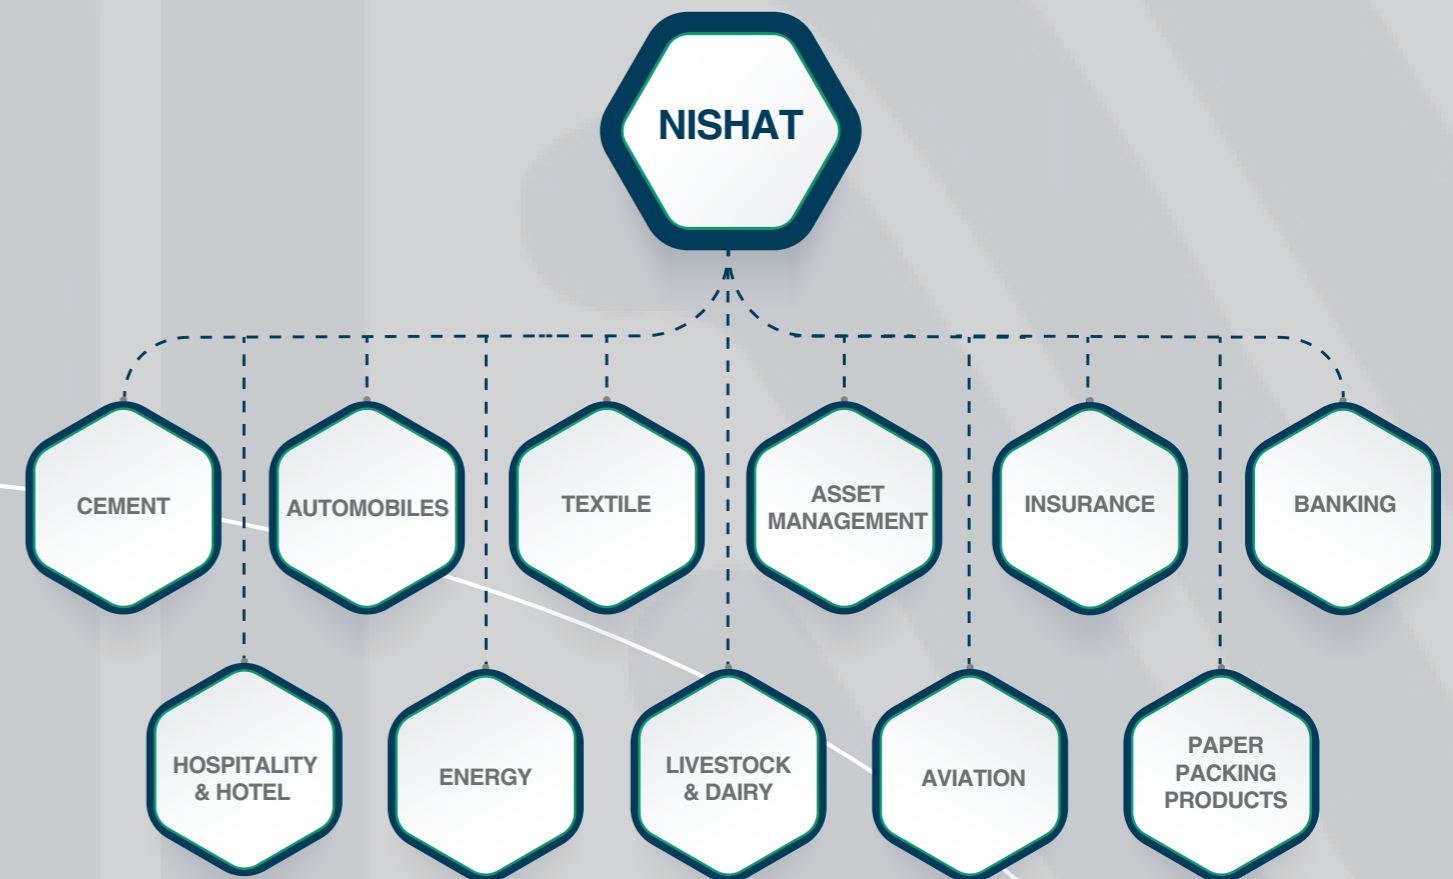 NISHAT
CEMENT
AUTOMOBILES
TEXTILE
ASSET
MANAGEMENT
INSURANCE
BANKING
HOSPITALITY
& HOTEL
ENERGY
LIVESTOCK
& DAIRY
AVIATION
PAPER
PACKING
PRODUCTS